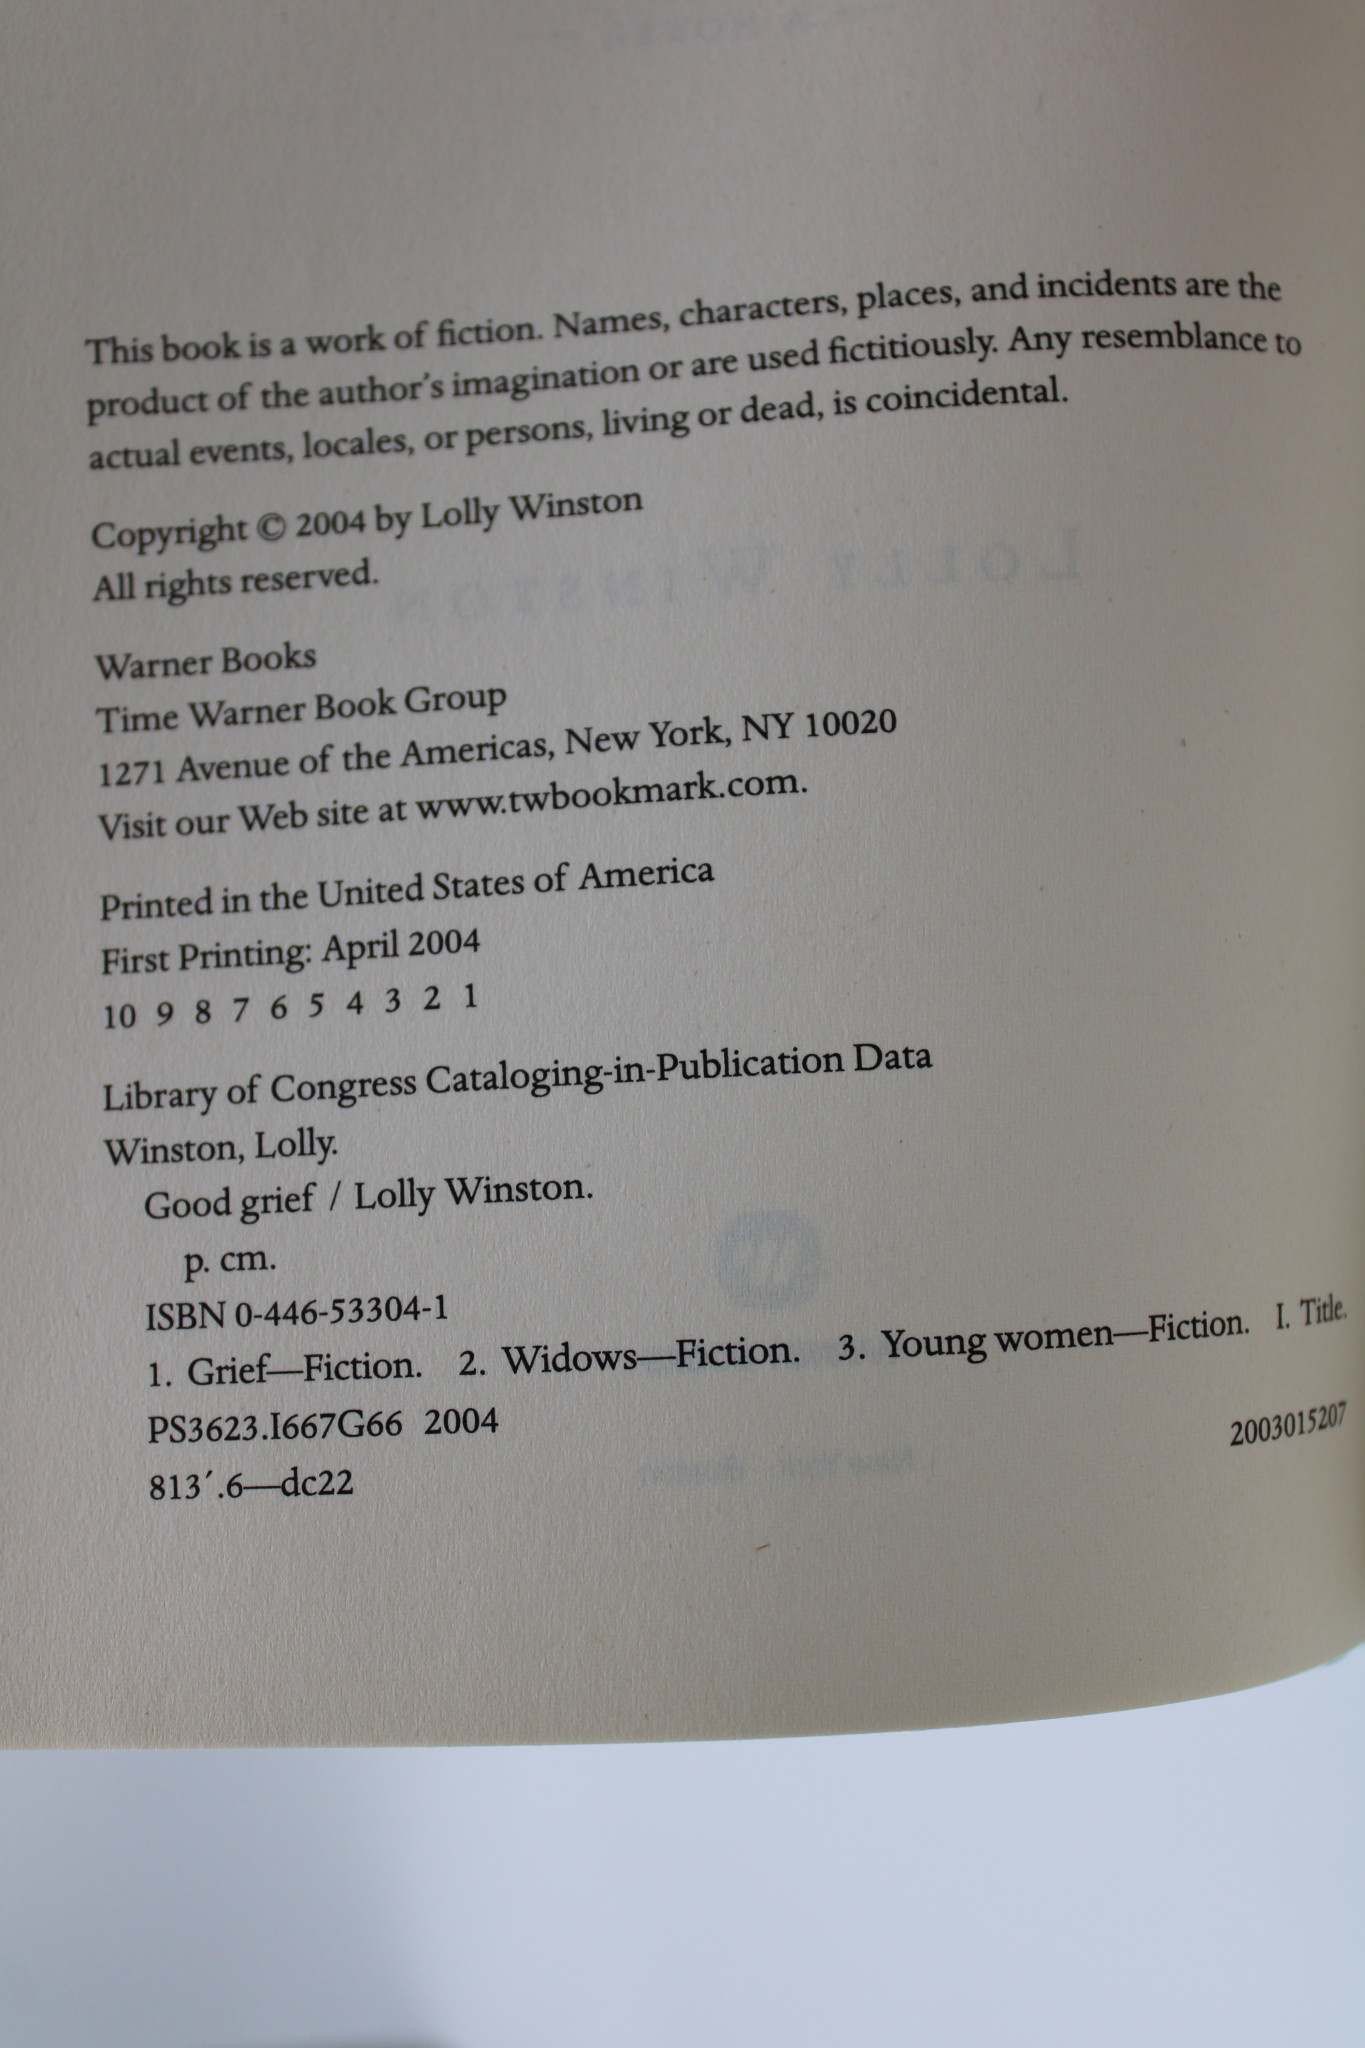 This book is a work of fiction. Names, characters, places, and incidents are the
product of the author's imagination or are used fictitiously. Any resemblance to
actual events, locales, or persons, living or dead, is coincidental.
Copyright © 2004 by Lolly Winston
All rights reserved.
Warner Books
Time Warner Book Group
1271 Avenue of the Americas, New York, NY 10020
Visit our Web site at www.twbookmark.com.
Printed in the United States of America
First Printing: April 2004
10 9 8 7 6 5 4 3 2 1
Library of Congress Cataloging-in-Publication Data
Winston, Lolly.
Good grief / Lolly Winston.
p. cm.
ISBN 0-446-53304-1
1. Grief—Fiction. 2. Widows—Fiction. 3. Young women—Fiction. I. Title.
PS3623.I667G66 2004
813′.6—dc22 2003015207